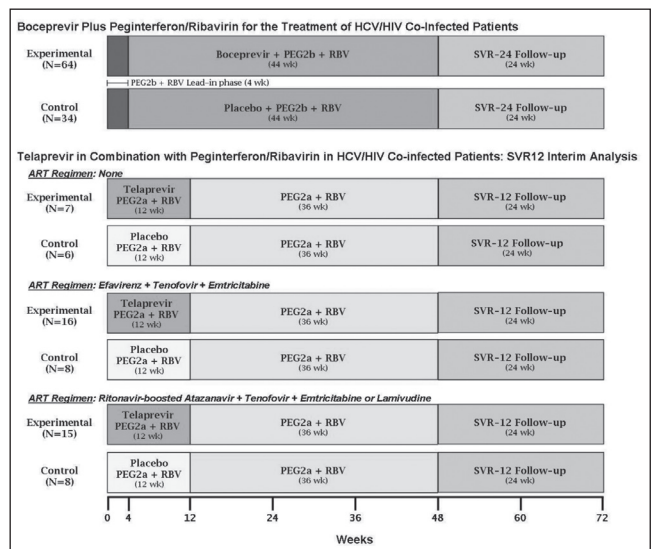 Boceprevir Plus Peginterferon/Ribavirin for the Treatment of HCV/HIV Co-Infected Patients
Experimental
(N=64)
Boceprevir + PEG2b + RBV
(44 wk)
SVR-24 Follow-up
(24 wk)
PEG2b + RBV Lead-in phase (4 wk)
Control
(N=34)
Placebo + PEG2b + RBV
(44 wk)
SVR-24 Follow-up
(24 wk)
Telaprevir in Combination with Peginterferon/Ribavirin in HCV/HIV Co-infected Patients: SVR12 Interim Analysis
ART Regimen: None
Experimental
(N=7)
Telaprevir
PEG2a + RBV
(12 wk)
PEG2a + RBV
(36 wk)
SVR-12 Follow-up
(24 wk)
Control
(N=6)
Placebo
PEG2a + RBV
(12 wk)
PEG2a + RBV
(36 wk)
SVR-12 Follow-up
(24 wk)
ART Regimen: Efavirenz + Tenofovir + Emtricitabine
Experimental
(N=16)
Telaprevir
PEG2a + RBV
(12 wk)
PEG2a + RBV
(36 wk)
SVR-12 Follow-up
(24 wk)
Control
(N=8)
Placebo
PEG2a + RBV
(12 wk)
PEG2a + RBV
(36 wk)
SVR-12 Follow-up
(24 wk)
ART Regimen: Ritonavir-boosted Atazanavir + Tenofovir + Emtricitabine or Lamivudine
Experimental
(N=15)
Telaprevir
PEG2a + RBV
(12 wk)
PEG2a + RBV
(36 wk)
SVR-12 Follow-up
(24 wk)
Control
(N=8)
Placebo
PEG2a + RBV
(12 wk)
PEG2a + RBV
(36 wk)
SVR-12 Follow-up
(24 wk)
0 4 12 24 36 48 60 72
Weeks